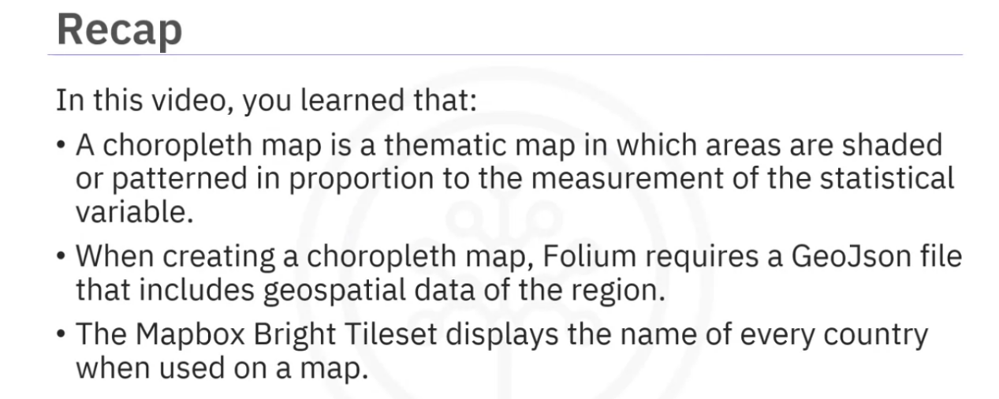 Recap
In this video, you learned that:
• A choropleth map is a thematic map in which areas are shaded
or patterned in proportion to the measurement of the statistical
variable.
• When creating a choropleth map, Folium requires a GeoJson file
that includes geospatial data of the region.
• The Mapbox Bright Tileset displays the name of every country
when used on a map.